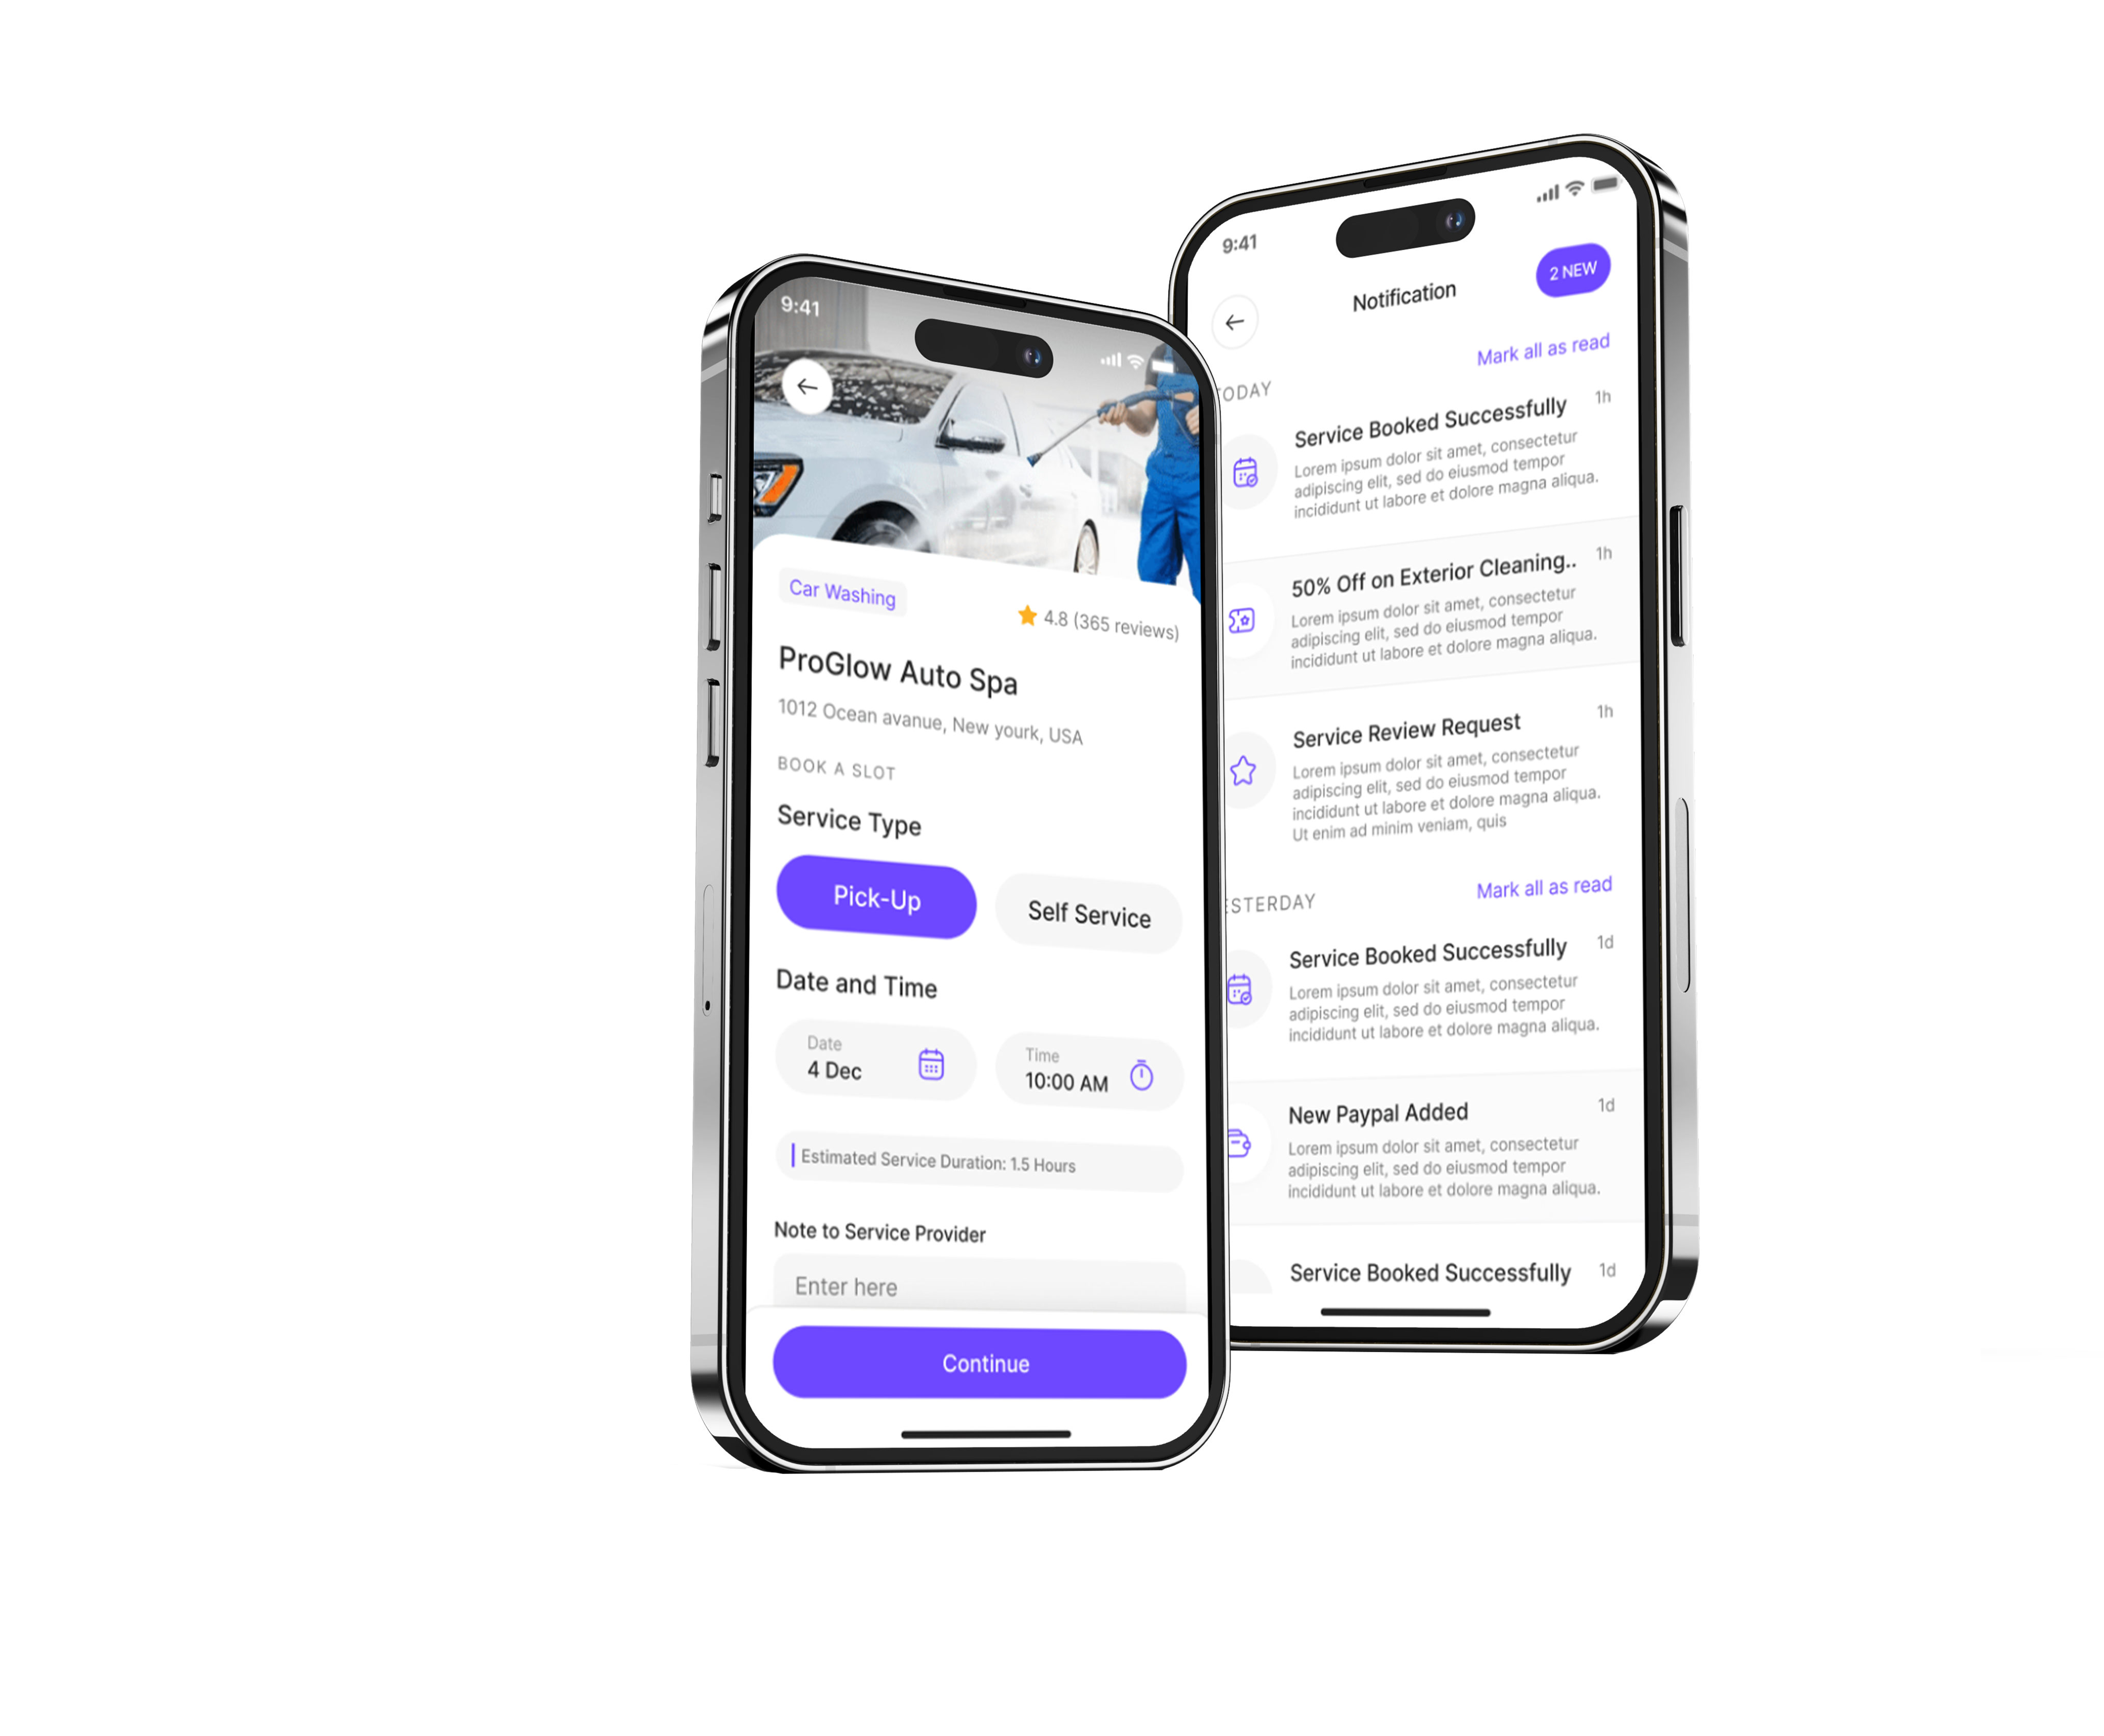 9:41
Car Washing
4.8 (365 reviews)
ProGlow Auto Spa
1012 Ocean avanue, New yourk, USA
BOOK A SLOT
Service Type
Pick-Up
Self Service
Date and Time
Date
4 Dec
Time
10:00 AM
Estimated Service Duration: 1.5 Hours
Note to Service Provider
Enter here
Continue
9:41
Notification
2 NEW
Mark all as read
TODAY
Service Booked Successfully
1h
Lorem ipsum dolor sit amet, consectetur
adipiscing elit, sed do eiusmod tempor
incididunt ut labore et dolore magna aliqua.
50% Off on Exterior Cleaning..
1h
Lorem ipsum dolor sit amet, consectetur
adipiscing elit, sed do eiusmod tempor
incididunt ut labore et dolore magna aliqua.
Service Review Request
1h
Lorem ipsum dolor sit amet, consectetur
adipiscing elit, sed do eiusmod tempor
incididunt ut labore et dolore magna aliqua.
Ut enim ad minim veniam, quis
ESTERDAY
Mark all as read
Service Booked Successfully
1d
Lorem ipsum dolor sit amet, consectetur
adipiscing elit, sed do eiusmod tempor
incididunt ut labore et dolore magna aliqua.
New Paypal Added
1d
Lorem ipsum dolor sit amet, consectetur
adipiscing elit, sed do eiusmod tempor
incididunt ut labore et dolore magna aliqua.
Service Booked Successfully
1d